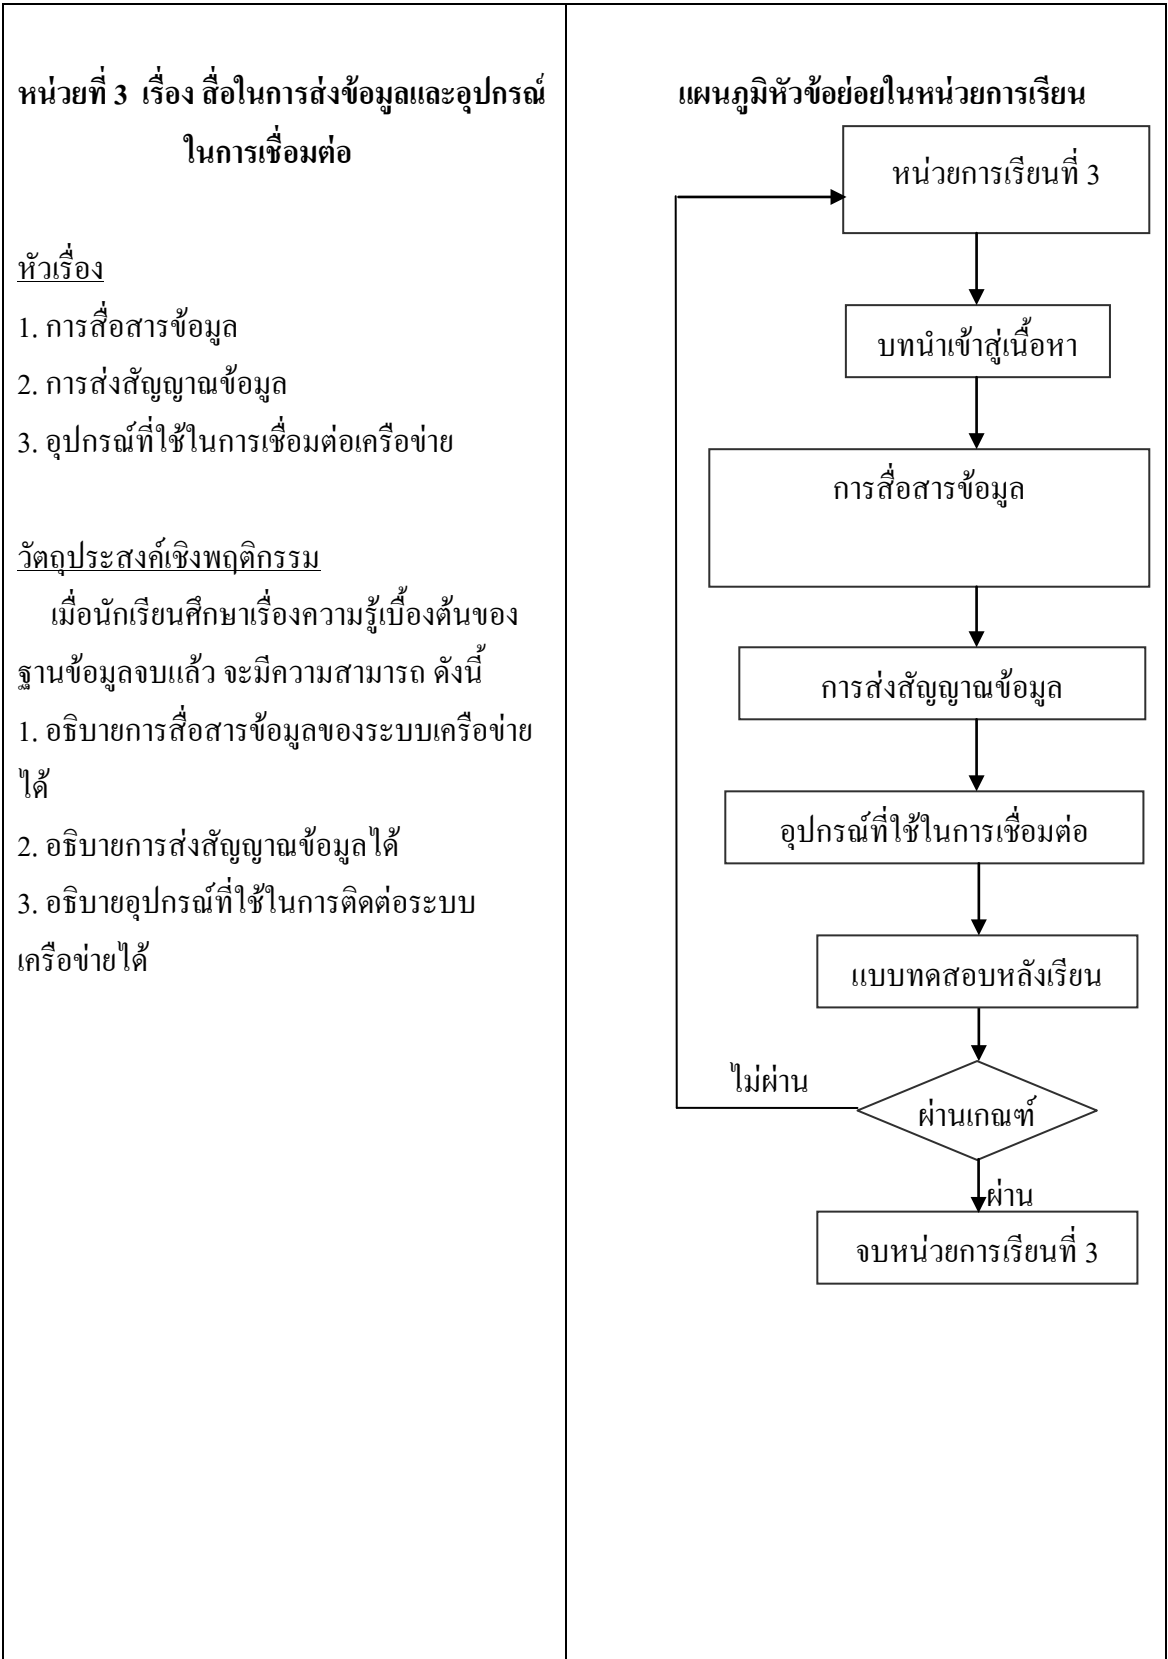 หน่วยที่ 3 เรื่อง สื่อในการส่งข้อมูลและอุปกรณ์
ในการเชื่อมต่อ
หัวเรื่อง
1. การสื่อสารข้อมูล
2. การส่งสัญญาณข้อมูล
3. อุปกรณ์ที่ใช้ในการเชื่อมต่อเครือข่าย
วัตถุประสงค์เชิงพฤติกรรม
เมื่อนักเรียนศึกษาเรื่องความรู้เบื้องต้นของ
ฐานข้อมูลจบแล้ว จะมีความสามารถ ดังนี้
1. อธิบายการสื่อสารข้อมูลของระบบเครือข่าย
ได้
2. อธิบายการส่งสัญญาณข้อมูลได้
3. อธิบายอุปกรณ์ที่ใช้ในการติดต่อระบบ
เครือข่ายได้
แผนภูมิหัวข้อย่อยในหน่วยการเรียน
หน่วยการเรียนที่ 3
บทนำเข้าสู่เนื้อหา
การสื่อสารข้อมูล
การส่งสัญญาณข้อมูล
อุปกรณ์ที่ใช้ในการเชื่อมต่อ
แบบทดสอบหลังเรียน
ไม่ผ่าน
ผ่านเกณฑ์
ผ่าน
จบหน่วยการเรียนที่ 3